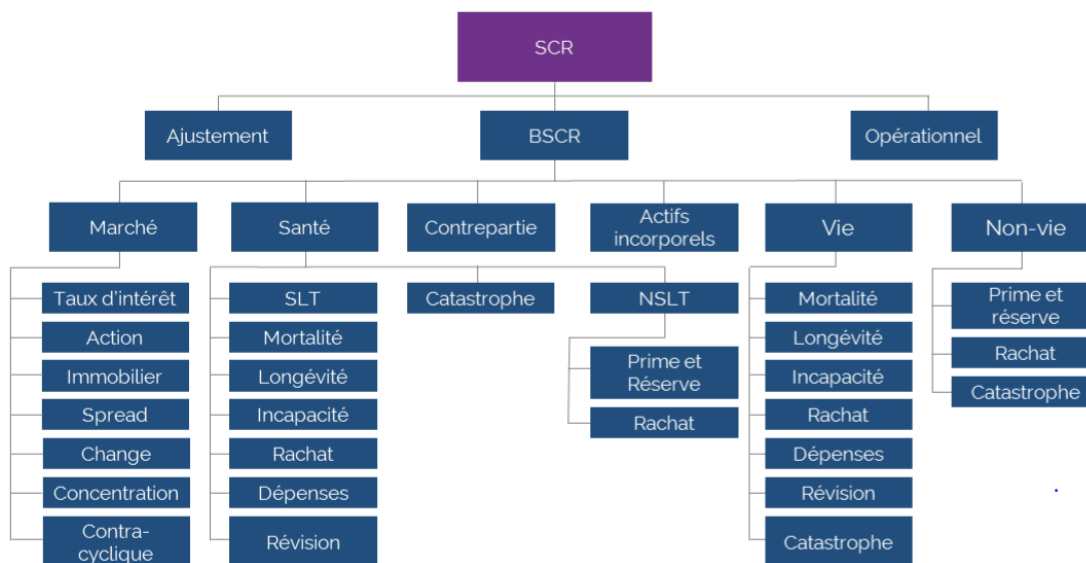 SCR
Ajustement
BSCR
Opérationnel
Marché
Santé
Contrepartie
Actifs
incorporels
Vie
Non-vie
Taux d'intérêt
Action
Immobilier
Spread
Change
Concentration
Contra-
cyclique
SLT
Mortalité
Longévité
Incapacité
Rachat
Dépenses
Révision
Catastrophe
NSLT
Prime et
Réserve
Rachat
Mortalité
Longévité
Incapacité
Rachat
Dépenses
Révision
Catastrophe
Prime et
réserve
Rachat
Catastrophe